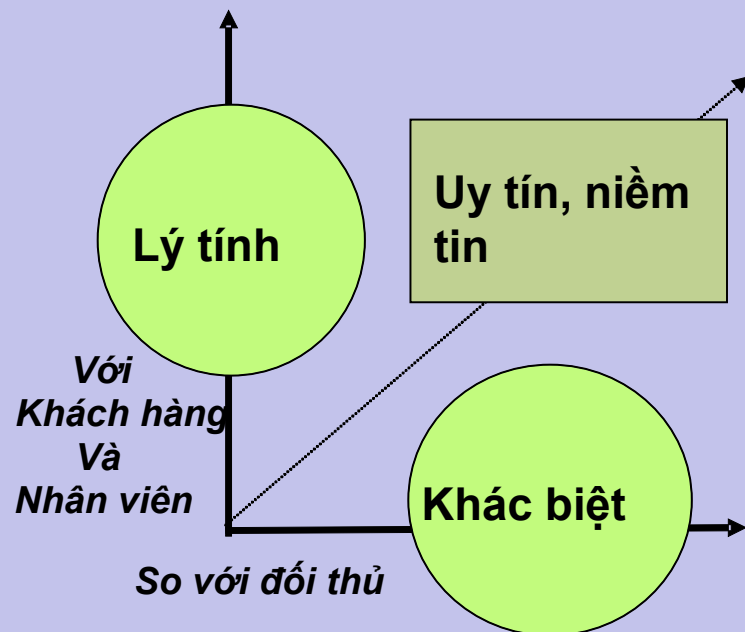 Lý tính
Uy tín, niềm
tin
Với
Khách hàng
Và
Nhân viên
Khác biệt
So với đối thủ